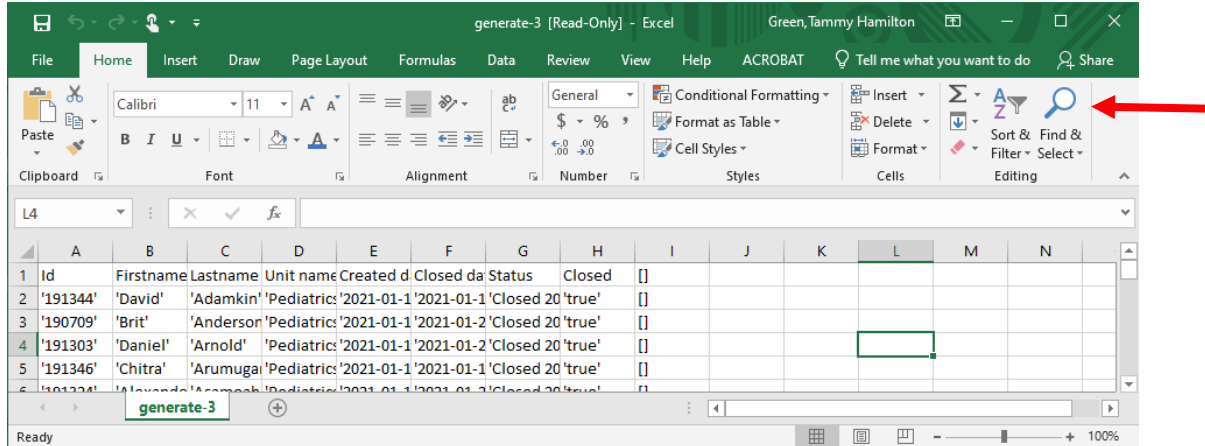 generate-3 [Read-Only] - Excel
Green,Tammy Hamilton
File Home Insert Draw Page Layout Formulas Data Review View Help ACROBAT Tell me what you want to do Share
Calibri 11
General
Conditional Formatting
Insert
Paste
B I U
$ % ,
Format as Table
Delete
Sort & Find &
Cell Styles
Format
Filter Select
Clipboard Font Alignment Number Styles Cells Editing
L4 fx
A B C D E F G H I J K L M N
1 Id Firstname Lastname Unit name Created d Closed da Status Closed []
2 '191344' 'David' 'Adamkin' 'Pediatrics '2021-01-1 '2021-01-1 'Closed 20 'true' []
3 '190709' 'Brit' 'Anderson 'Pediatrics '2021-01-1 '2021-01-2 'Closed 20 'true' []
4 '191303' 'Daniel' 'Arnold' 'Pediatrics '2021-01-1 '2021-01-2 'Closed 20 'true' []
5 '191346' 'Chitra' 'Arumuga 'Pediatrics '2021-01-1 '2021-01-1 'Closed 20 'true' []
generate-3
Ready 100%